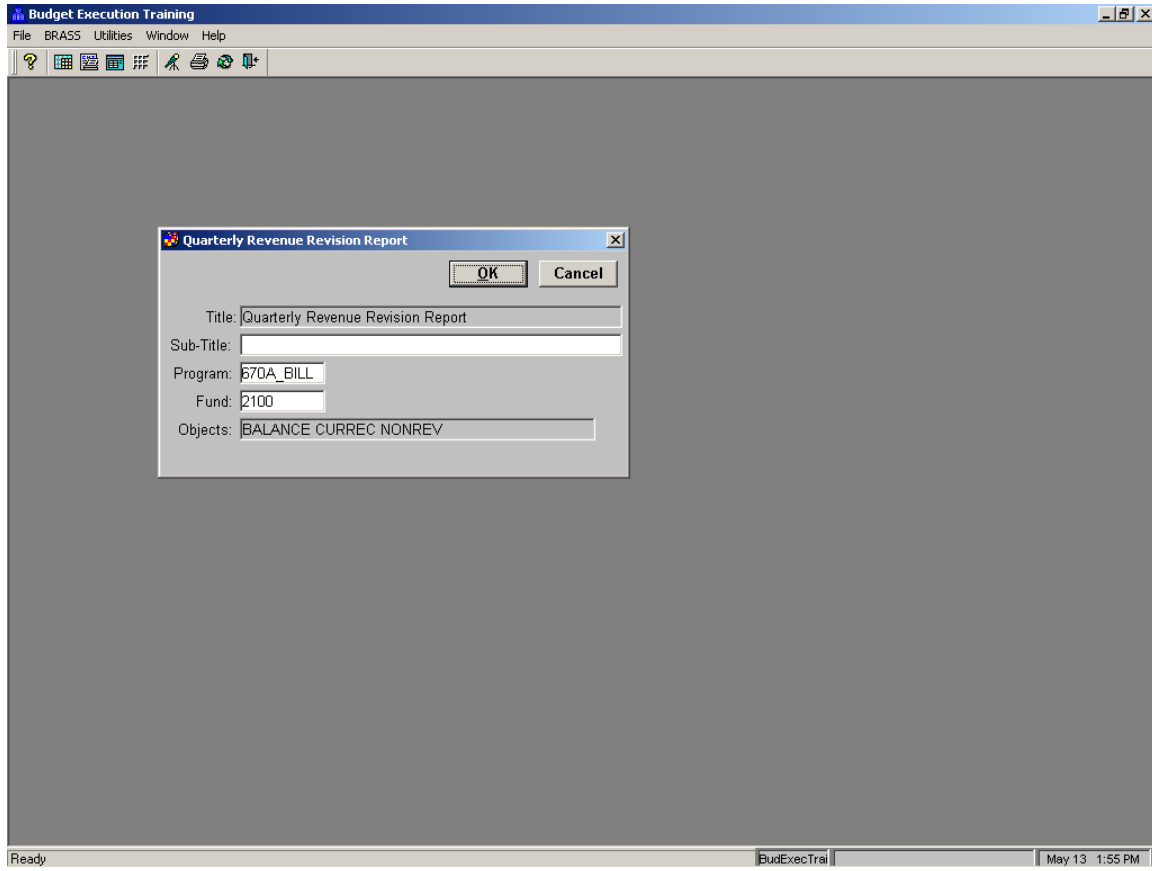 Budget Execution Training
File BRASS Utilities Window Help
Quarterly Revenue Revision Report
OK Cancel
Title: Quarterly Revenue Revision Report
Sub-Title:
Program: 670A_BILL
Fund: 2100
Objects: BALANCE CURREC NONREV
Ready BudExecTrai May 13 1:55 PM